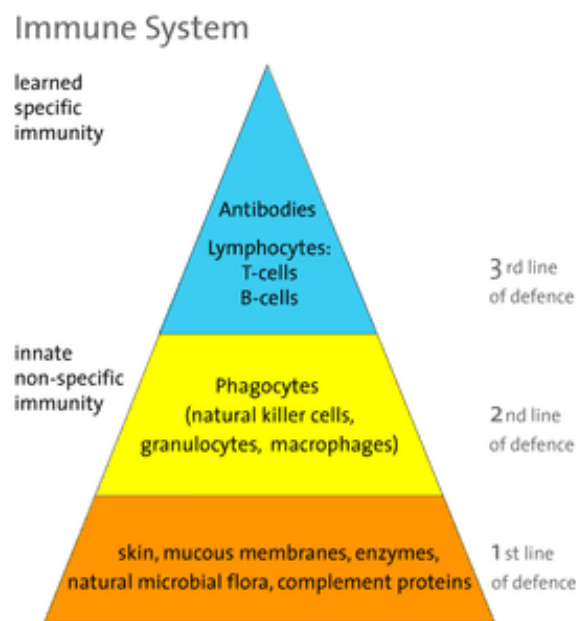 Immune System
learned
specific
immunity
Antibodies
Lymphocytes:
T-cells
B-cells
3 rd line
of defence
innate
non-specific
immunity
Phagocytes
(natural killer cells,
granulocytes, macrophages)
2nd line
of defence
skin, mucous membranes, enzymes,
natural microbial flora, complement proteins
1st line
of defence